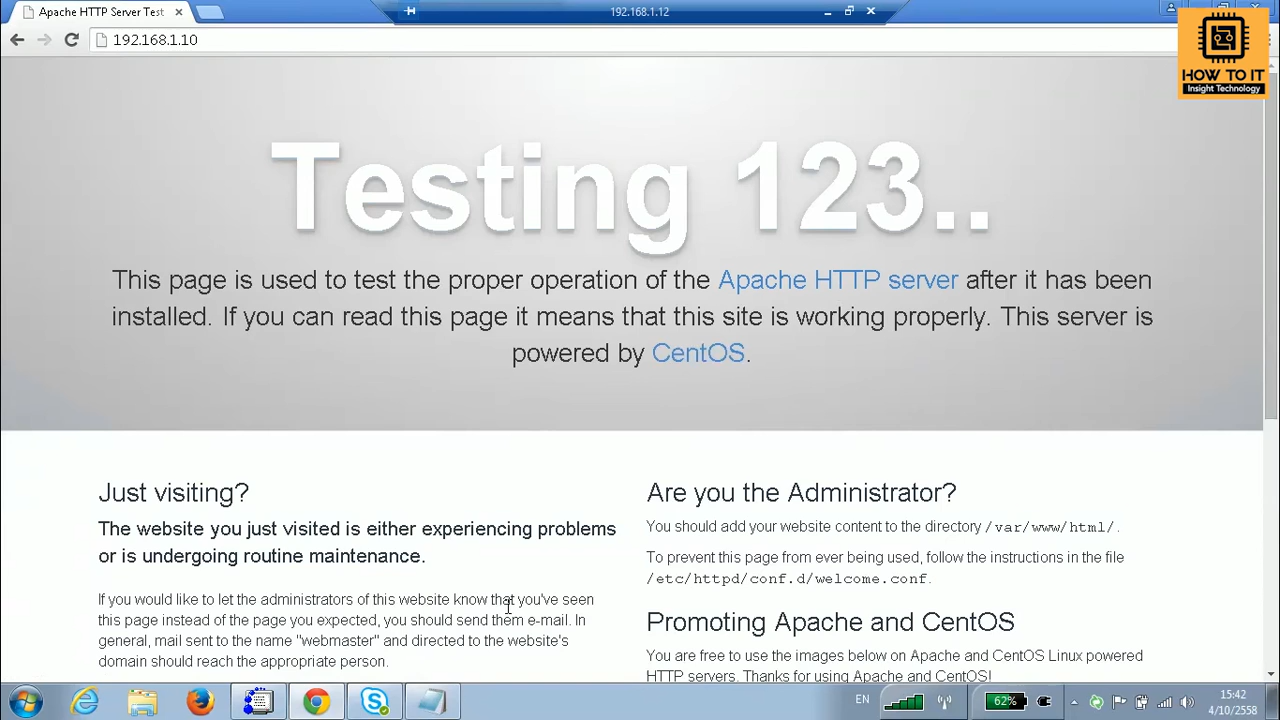 Apache HTTP Server Test
192.168.1.12
192.168.1.10
HOW TO IT
Insight Technology
Testing 123..
This page is used to test the proper operation of the Apache HTTP server after it has been
installed. If you can read this page it means that this site is working properly. This server is
powered by CentOS.
Just visiting?
The website you just visited is either experiencing problems
or is undergoing routine maintenance.
If you would like to let the administrators of this website know that you've seen
this page instead of the page you expected, you should send them e-mail. In
general, mail sent to the name "webmaster" and directed to the website's
domain should reach the appropriate person.
Are you the Administrator?
You should add your website content to the directory /var/www/html/.
To prevent this page from ever being used, follow the instructions in the file
/etc/httpd/conf.d/welcome.conf.
Promoting Apache and CentOS
You are free to use the images below on Apache and CentOS Linux powered
HTTP servers. Thanks for using Apache and CentOS!
EN
62%
15:42
4/10/2558